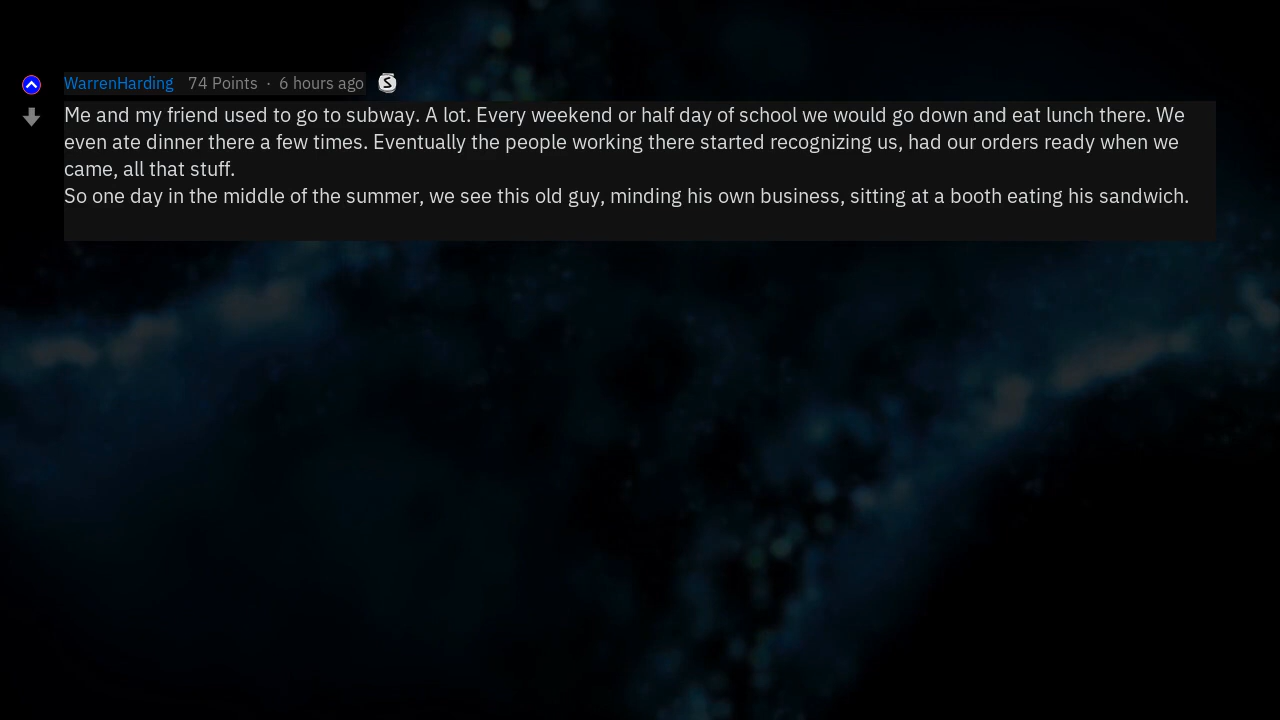 WarrenHarding 74 Points · 6 hours ago S
Me and my friend used to go to subway. A lot. Every weekend or half day of school we would go down and eat lunch there. We
even ate dinner there a few times. Eventually the people working there started recognizing us, had our orders ready when we
came, all that stuff.
So one day in the middle of the summer, we see this old guy, minding his own business, sitting at a booth eating his sandwich.